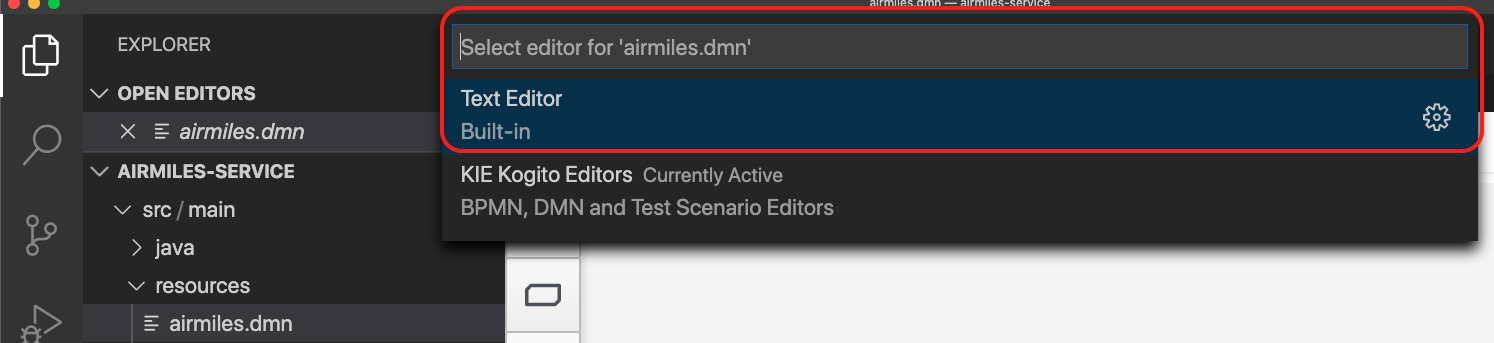 airmiles.dmn — airmiles-service
EXPLORER
Select editor for 'airmiles.dmn'
OPEN EDITORS
Text Editor
Built-in
airmiles.dmn
AIRMILES-SERVICE
KIE Kogito Editors Currently Active
BPMN, DMN and Test Scenario Editors
src / main
java
resources
airmiles.dmn